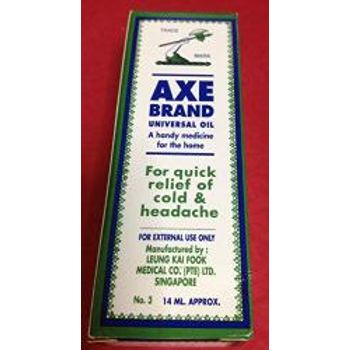 TRADE
MARK
AXE
BRAND
UNIVERSAL OIL
A handy medicine
for the home
For quick
relief of
cold &
headache
FOR EXTERNAL USE ONLY
Manufactured by :
LEUNG KAI FOOK
MEDICAL CO. (PTE) LTD.
SINGAPORE
No. 3 14 ML. APPROX.